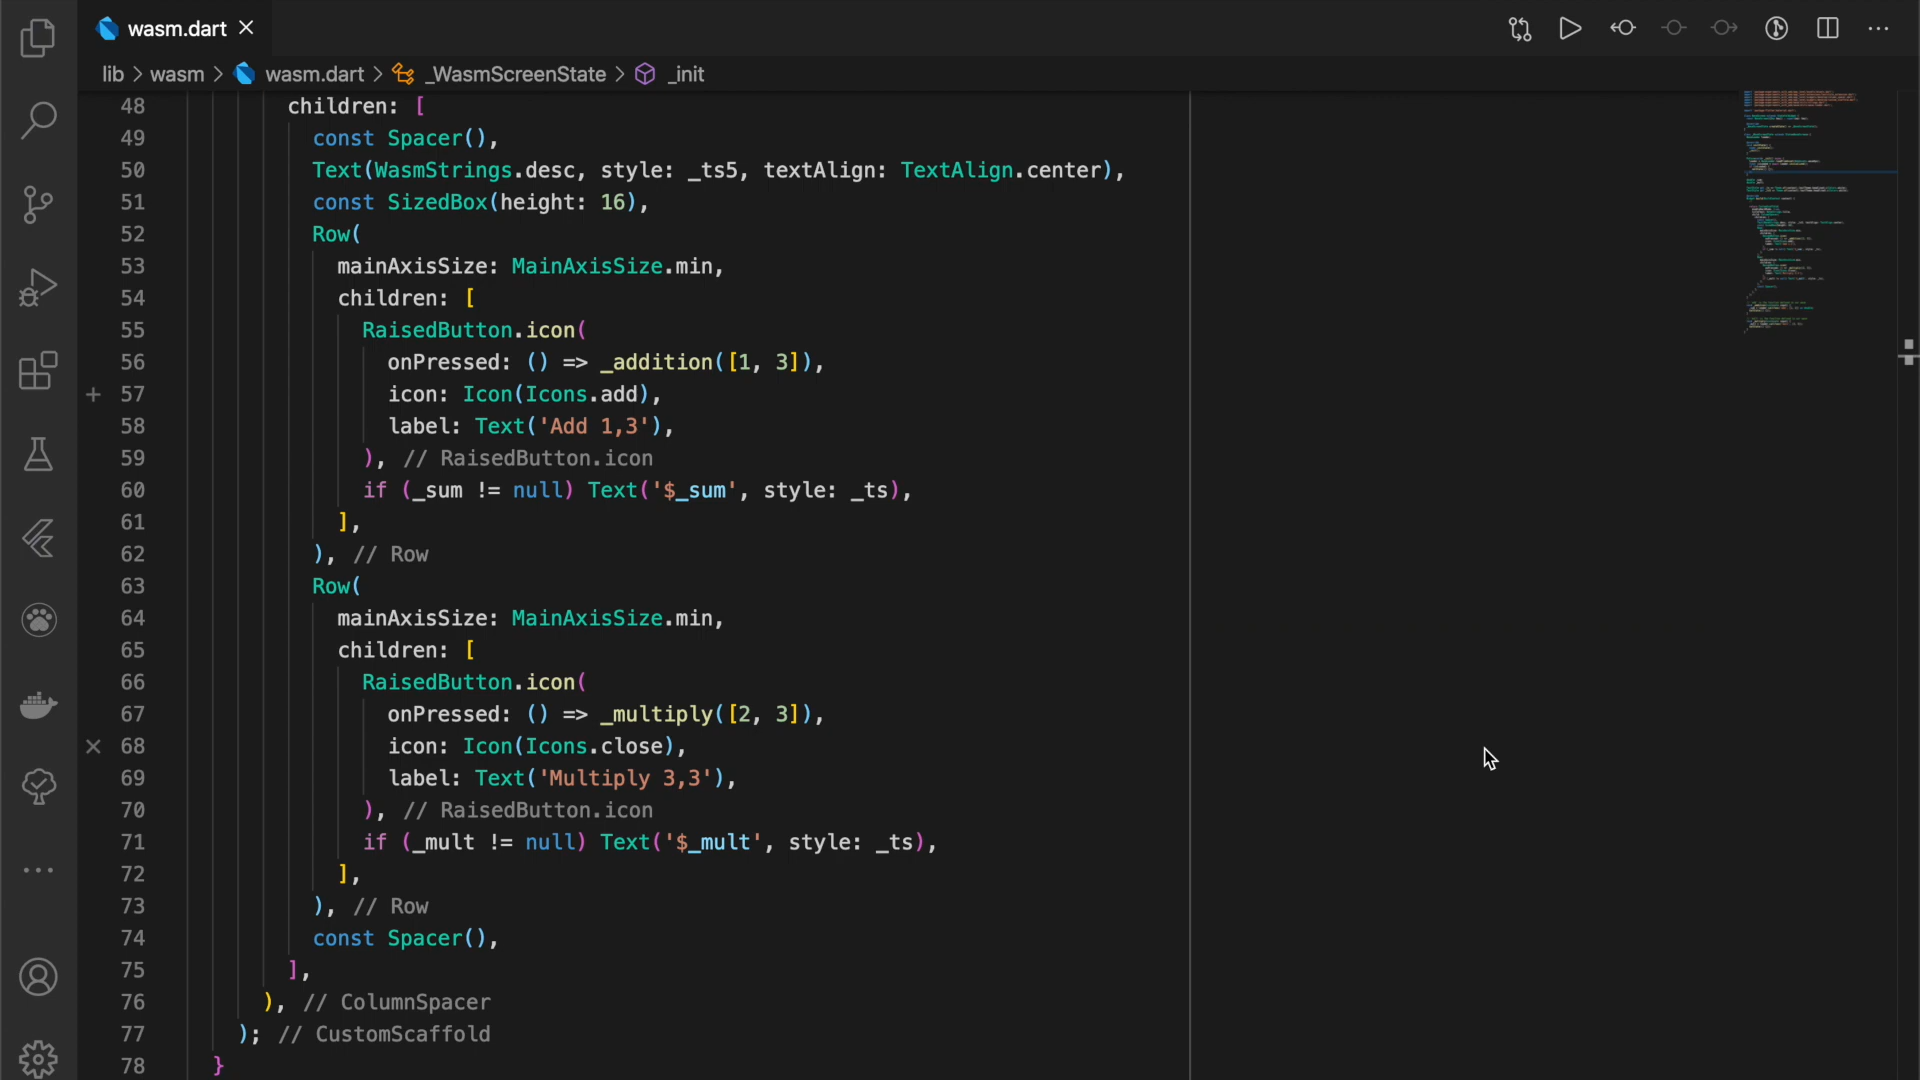 wasm.dart
lib > wasm > wasm.dart > _WasmScreenState > _init
48 children: [
49 const Spacer(),
50 Text(WasmStrings.desc, style: _ts5, textAlign: TextAlign.center),
51 const SizedBox(height: 16),
52 Row(
53 mainAxisSize: MainAxisSize.min,
54 children: [
55 RaisedButton.icon(
56 onPressed: () => _addition([1, 3]),
57 icon: Icon(Icons.add),
58 label: Text('Add 1,3'),
59 ), // RaisedButton.icon
60 if (_sum != null) Text('$_sum', style: _ts),
61 ],
62 ), // Row
63 Row(
64 mainAxisSize: MainAxisSize.min,
65 children: [
66 RaisedButton.icon(
67 onPressed: () => _multiply([2, 3]),
68 icon: Icon(Icons.close),
69 label: Text('Multiply 3,3'),
70 ), // RaisedButton.icon
71 if (_mult != null) Text('$_mult', style: _ts),
72 ],
73 ), // Row
74 const Spacer(),
75 ],
76 ), // ColumnSpacer
77 ); // CustomScaffold
78 }